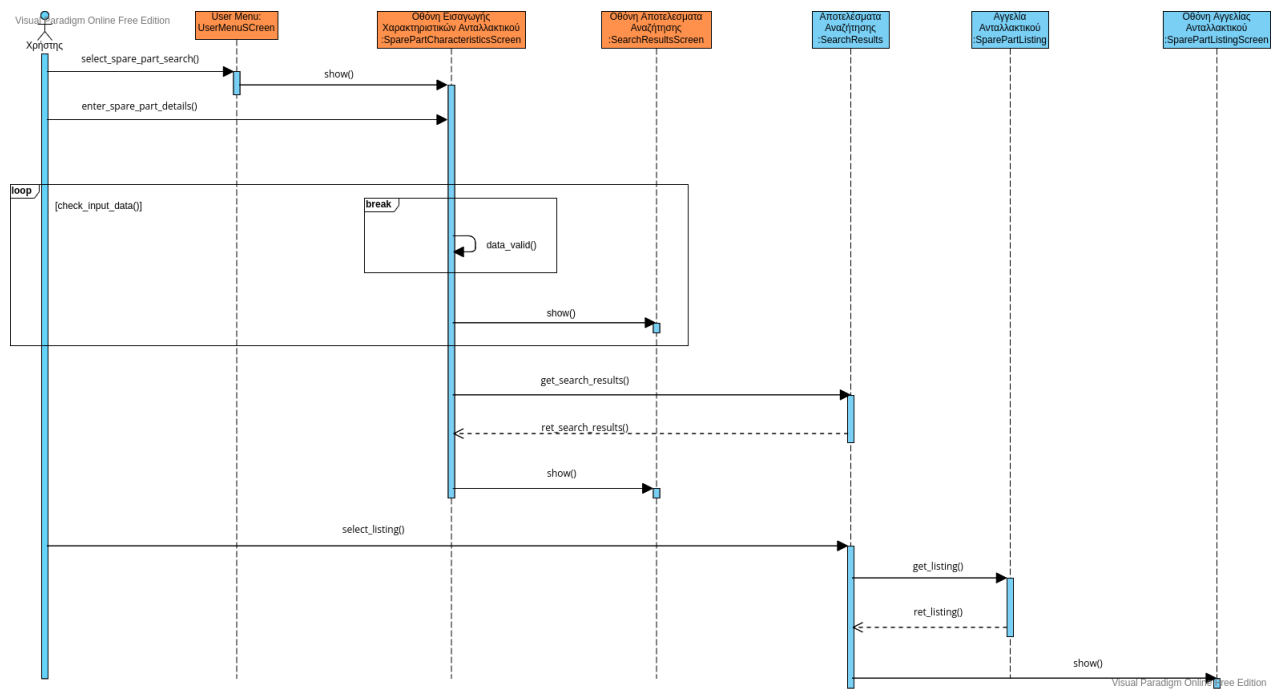 Visual Paradigm Online Free Edition
Χρήστης
User Menu:
UserMenuSCreen
Οθόνη Εισαγωγής
Χαρακτηριστικών Ανταλλακτικού
:SparePartCharacteristicsScreen
Οθόνη Αποτελεσματα
Αναζήτησης
:SearchResultsScreen
Αποτελέσματα
Αναζήτησης
:SearchResults
Αγγελία
Ανταλλακτικού
:SparePartListing
Οθόνη Αγγελίας
Ανταλλακτικού
:SparePartListingScreen
select_spare_part_search()
show()
enter_spare_part_details()
loop
[check_input_data()]
break
data_valid()
show()
get_search_results()
ret_search_results()
show()
select_listing()
get_listing()
ret_listing()
show()
Visual Paradigm Online Free Edition